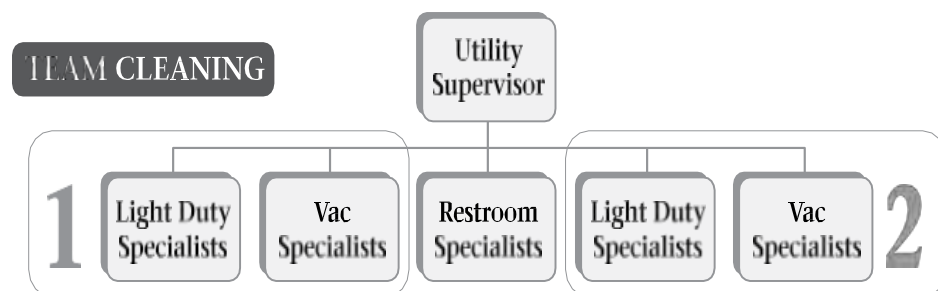 TEAM CLEANING
Utility
Supervisor
1
Light Duty
Specialists
Vac
Specialists
Restroom
Specialists
Light Duty
Specialists
Vac
Specialists
2